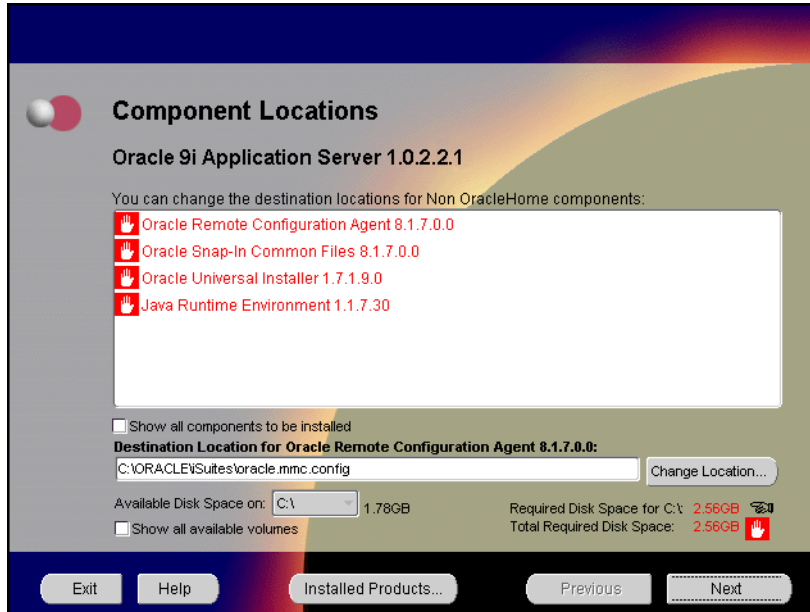 Component Locations
Oracle 9i Application Server 1.0.2.2.1
You can change the destination locations for Non OracleHome components:
Oracle Remote Configuration Agent 8.1.7.0.0
Oracle Snap-In Common Files 8.1.7.0.0
Oracle Universal Installer 1.7.1.9.0
Java Runtime Environment 1.1.7.30
Show all components to be installed
Destination Location for Oracle Remote Configuration Agent 8.1.7.0.0:
C:\ORACLE\iSuites\oracle.mmc.config
Change Location...
Available Disk Space on: C:\ 1.78GB
Required Disk Space for C:\: 2.56GB
Show all available volumes
Total Required Disk Space: 2.56GB
Exit Help Installed Products... Previous Next